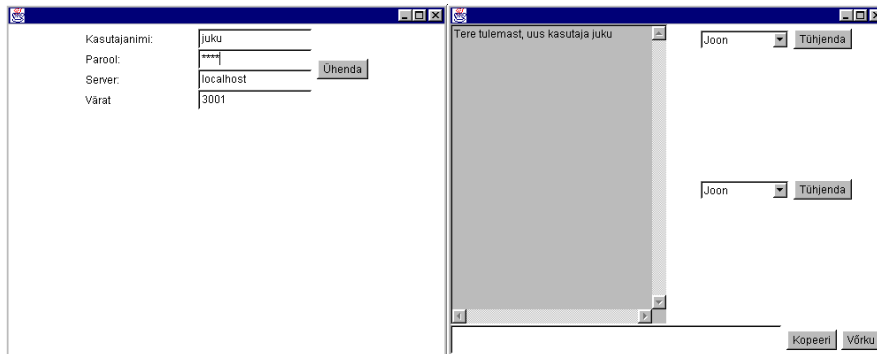 Kasutajanimi: juku
Parool: ****
Ühenda
Server: localhost
Värat 3001
Tere tulemast, uus kasutaja juku
Joon Tühjenda
Joon Tühjenda
Kopeeri Võrku